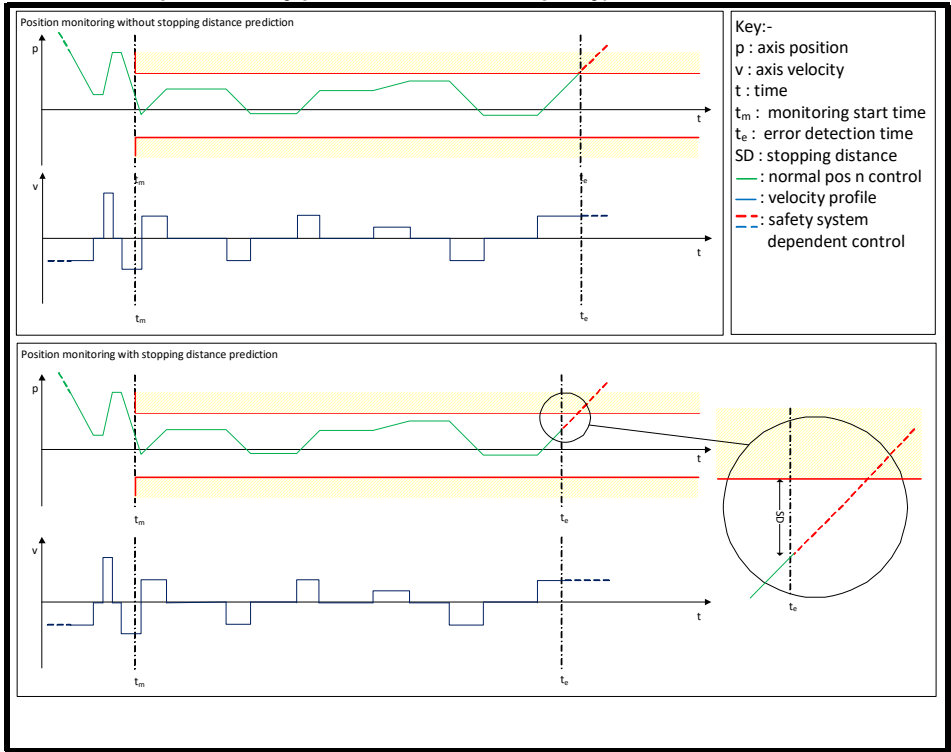 Position monitoring without stopping distance prediction
p
t
tₘ
tₑ
v
t
tₘ
tₑ
Key:-
p : axis position
v : axis velocity
t : time
tₘ : monitoring start time
tₑ : error detection time
SD : stopping distance
: normal pos n control
: velocity profile
: safety system
dependent control
Position monitoring with stopping distance prediction
p
t
tₘ
tₑ
v
t
tₘ
tₑ
SD
tₑ